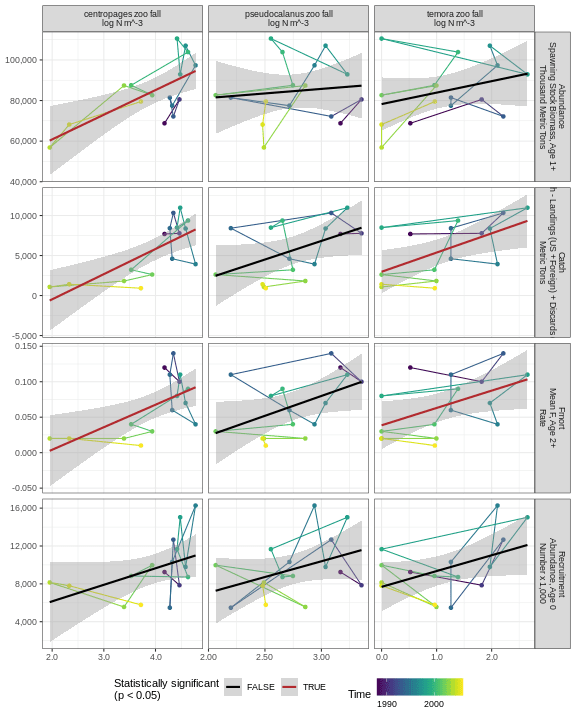 centropages zoo fall
log N m^-3
pseudocalanus zoo fall
log N m^-3
temora zoo fall
log N m^-3
100,000
80,000
60,000
40,000
Abundance
Spawning Stock Biomass, Age 1+
Thousand Metric Tons
10,000
5,000
0
-5,000
Catch
h - Landings (US +Foreign) + Discards
Metric Tons
0.150
0.100
0.050
0.000
-0.050
Fmort
Mean F, Age 2+
Rate
16,000
12,000
8,000
4,000
Recruitment
Abundance, Age 0
Number x 1,000
2.0 3.0 4.0 2.00 2.50 3.00 0.0 1.0 2.0
Statistically significant
(p < 0.05)
FALSE
TRUE
Time
1990 2000